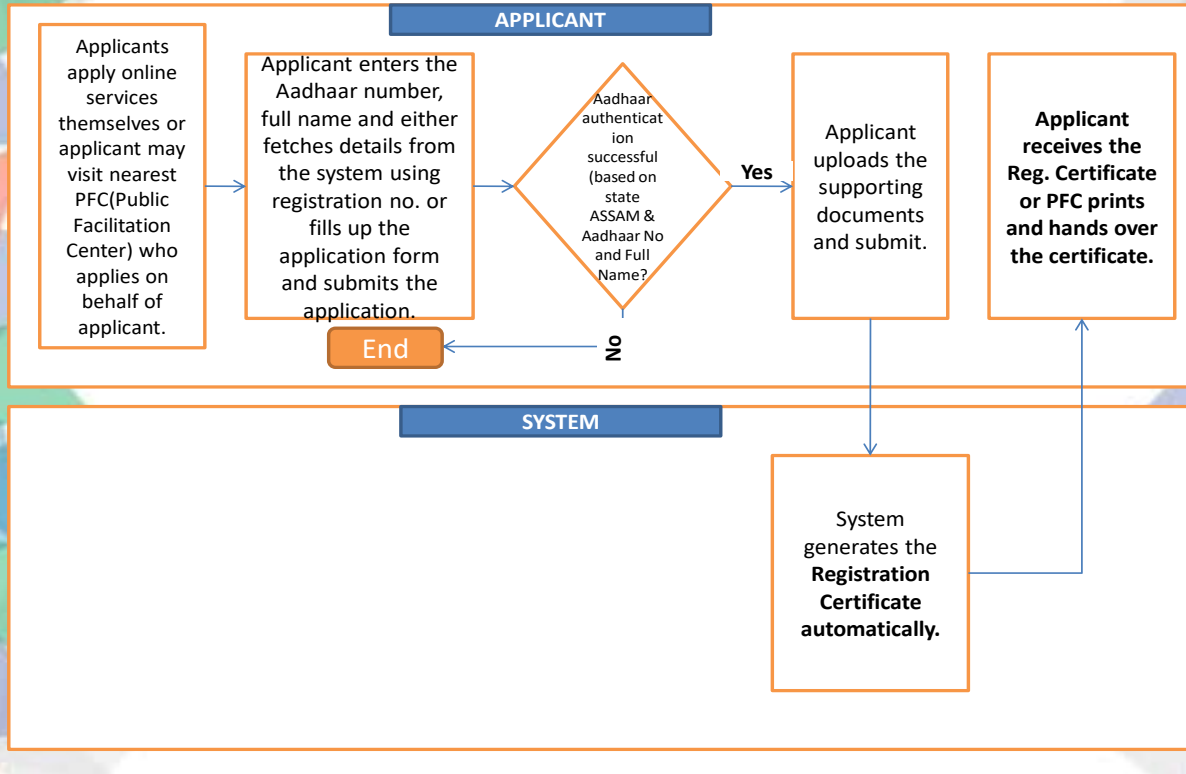 APPLICANT
Applicants
apply online
services
themselves or
applicant may
visit nearest
PFC(Public
Facilitation
Center) who
applies on
behalf of
applicant.
Applicant enters the
Aadhaar number,
full name and either
fetches details from
the system using
registration no. or
fills up the
application form
and submits the
application.
Aadhaar
authenticat
ion
successful
(based on
state
ASSAM &
Aadhaar No
and Full
Name?
Yes
No
End
Applicant
uploads the
supporting
documents
and submit.
Applicant
receives the
Reg. Certificate
or PFC prints
and hands over
the certificate.
SYSTEM
System
generates the
Registration
Certificate
automatically.